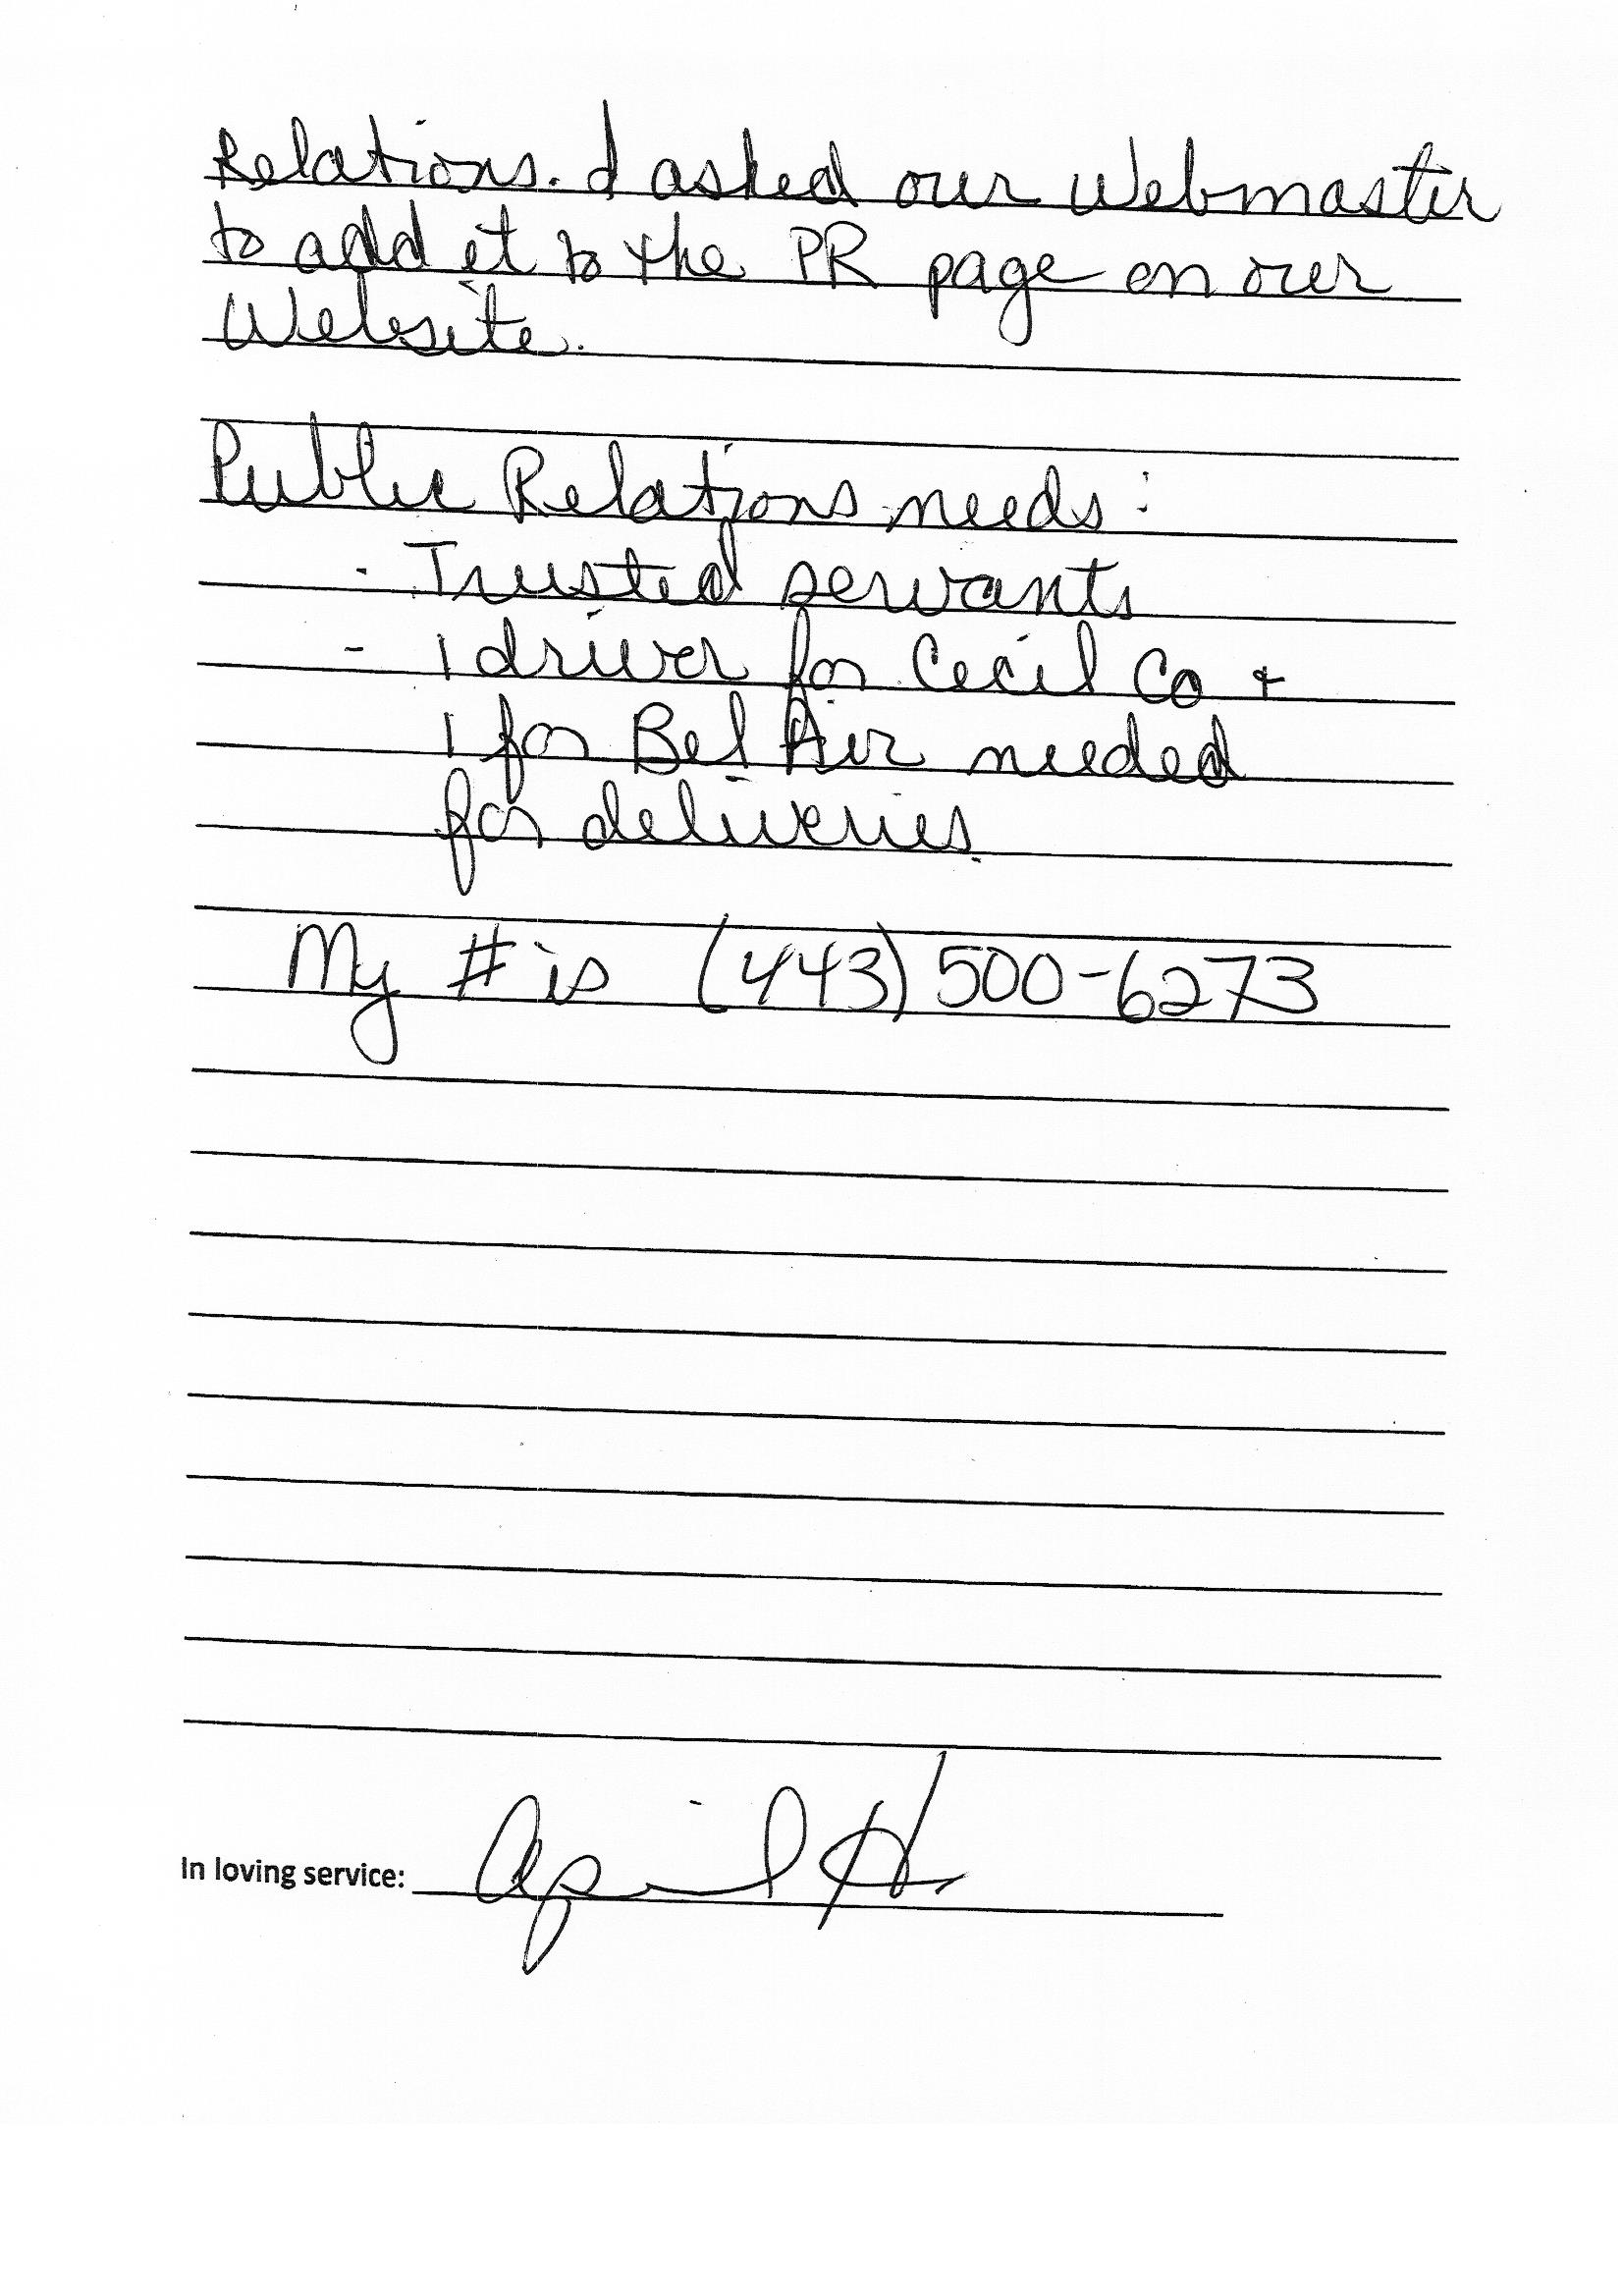 Relations. I asked our Webmaster
to add it to the PR page on our
Website.
Public Relations needs:
- Trusted servants
- 1 driver for Cecil Co +
1 for Bel Air needed
for deliveries.
My # is (443) 500-6273
In loving service: April H.